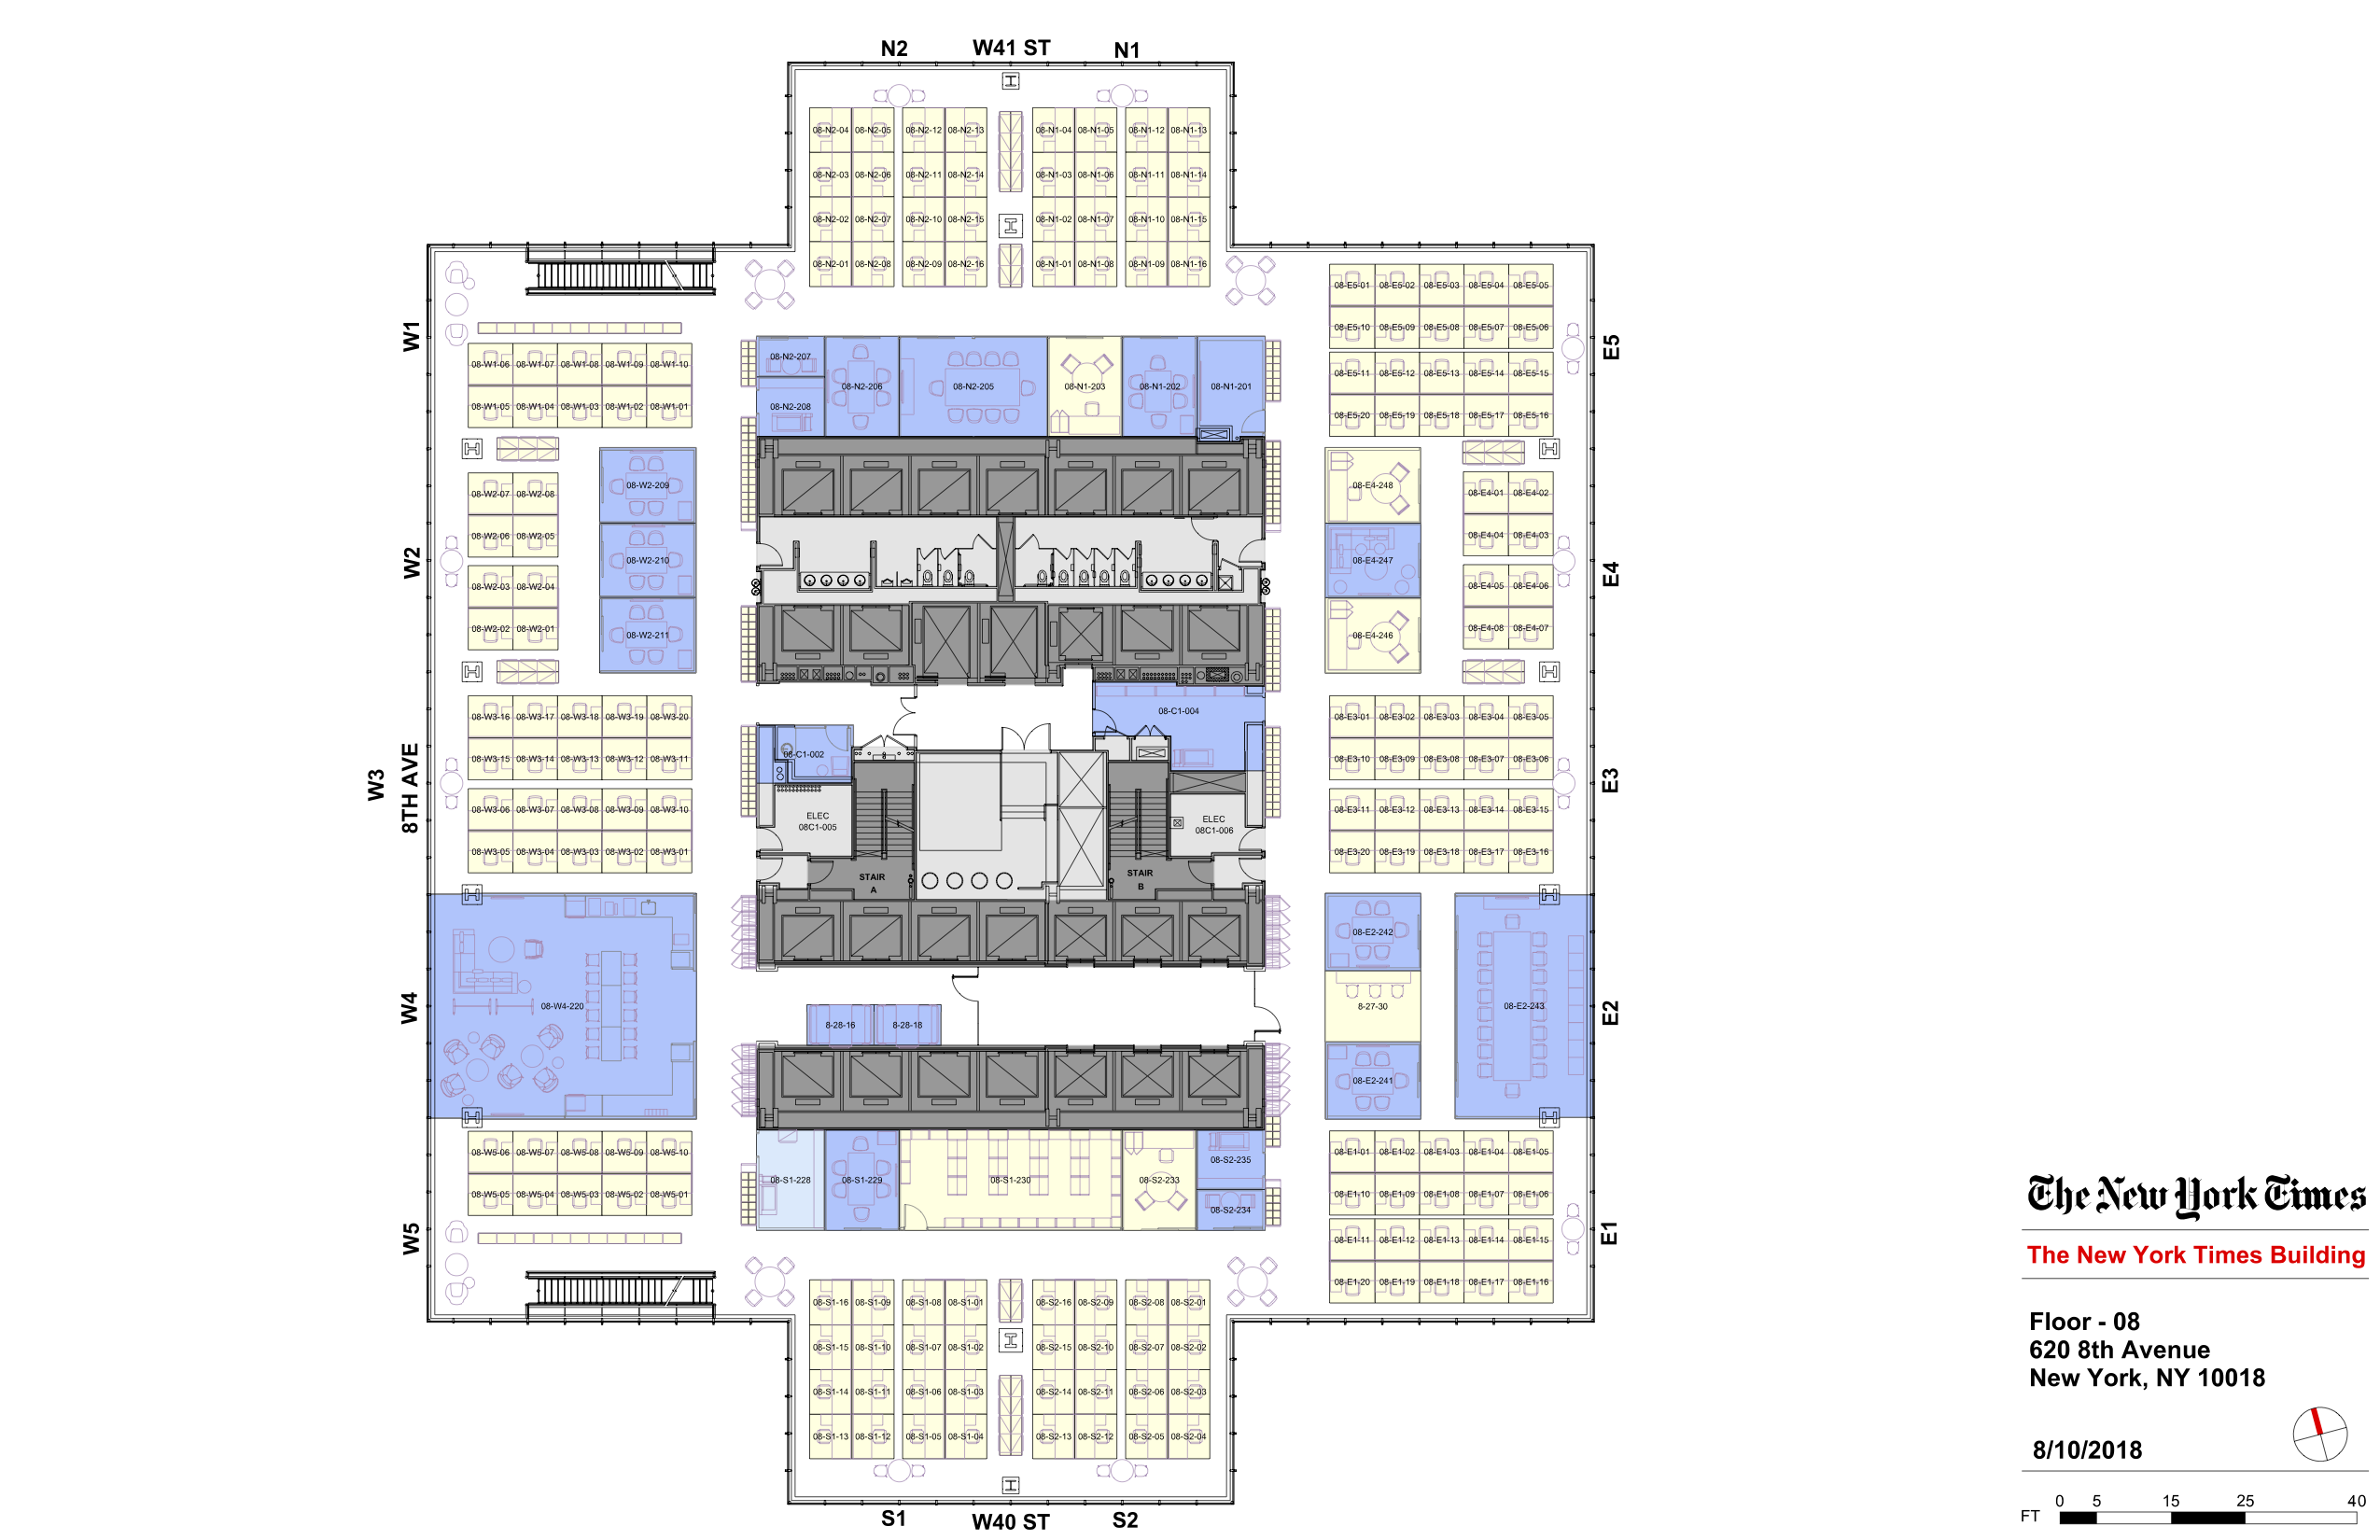 N2 W41 ST N1
08-N2-04 08-N2-05 08-N2-12 08-N2-13 08-N1-04 08-N1-05 08-N1-12 08-N1-13
08-N2-03 08-N2-06 08-N2-11 08-N2-14 08-N1-03 08-N1-06 08-N1-11 08-N1-14
08-N2-02 08-N2-07 08-N2-10 08-N2-15 08-N1-02 08-N1-07 08-N1-10 08-N1-15
08-N2-01 08-N2-08 08-N2-09 08-N2-16 08-N1-01 08-N1-08 08-N1-09 08-N1-16
08-E5-01 08-E5-02 08-E5-03 08-E5-04 08-E5-05
08-E5-10 08-E5-09 08-E5-08 08-E5-07 08-E5-06
W1
E5
08-N2-207
08-W1-06 08-W1-07 08-W1-08 08-W1-09 08-W1-10
08-E5-11 08-E5-12 08-E5-13 08-E5-14 08-E5-15
08-N2-206 08-N2-205 08-N1-203 08-N1-202 08-N1-201
08-W1-05 08-W1-04 08-W1-03 08-W1-02 08-W1-01
08-N2-208
08-E5-20 08-E5-19 08-E5-18 08-E5-17 08-E5-16
08-W2-209
08-E4-248
08-W2-07 08-W2-08
08-E4-01 08-E4-02
08-W2-06 08-W2-05
08-E4-04 08-E4-03
W2
08-W2-210
08-E4-247
E4
08-W2-03 08-W2-04
08-E4-05 08-E4-06
08-W2-02 08-W2-01
08-W2-211
08-E4-246
08-E4-08 08-E4-07
08-C1-004
08-W3-16 08-W3-17 08-W3-18 08-W3-19 08-W3-20
08-E3-01 08-E3-02 08-E3-03 08-E3-04 08-E3-05
08-C1-002
08-W3-15 08-W3-14 08-W3-13 08-W3-12 08-W3-11
08-E3-10 08-E3-09 08-E3-08 08-E3-07 08-E3-06
W3
8TH AVE
E3
08-W3-06 08-W3-07 08-W3-08 08-W3-09 08-W3-10
08-E3-11 08-E3-12 08-E3-13 08-E3-14 08-E3-15
ELEC
08C1-005
ELEC
08C1-006
08-W3-05 08-W3-04 08-W3-03 08-W3-02 08-W3-01
08-E3-20 08-E3-19 08-E3-18 08-E3-17 08-E3-16
STAIR
A
STAIR
B
08-E2-242
W4
08-W4-220
8-27-30
08-E2-243
E2
8-28-16 8-28-18
08-E2-241
08-W5-06 08-W5-07 08-W5-08 08-W5-09 08-W5-10
08-E1-01 08-E1-02 08-E1-03 08-E1-04 08-E1-05
08-S2-235
08-S1-228 08-S1-229 08-S1-230 08-S2-233
08-W5-05 08-W5-04 08-W5-03 08-W5-02 08-W5-01
08-E1-10 08-E1-09 08-E1-08 08-E1-07 08-E1-06
08-S2-234
W5
E1
08-E1-11 08-E1-12 08-E1-13 08-E1-14 08-E1-15
08-E1-20 08-E1-19 08-E1-18 08-E1-17 08-E1-16
08-S1-16 08-S1-09 08-S1-08 08-S1-01 08-S2-16 08-S2-09 08-S2-08 08-S2-01
08-S1-15 08-S1-10 08-S1-07 08-S1-02 08-S2-15 08-S2-10 08-S2-07 08-S2-02
08-S1-14 08-S1-11 08-S1-06 08-S1-03 08-S2-14 08-S2-11 08-S2-06 08-S2-03
08-S1-13 08-S1-12 08-S1-05 08-S1-04 08-S2-13 08-S2-12 08-S2-05 08-S2-04
S1 W40 ST S2
The New York Times
The New York Times Building
Floor - 08
620 8th Avenue
New York, NY 10018
8/10/2018
0 5 15 25 40
FT